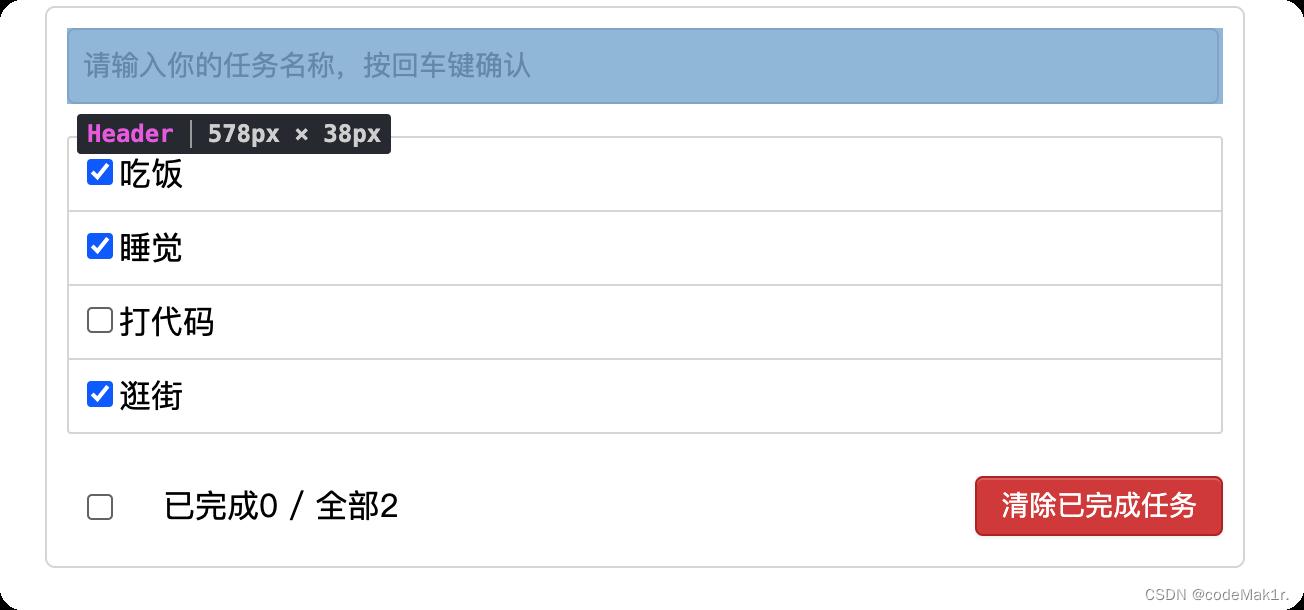 请输入你的任务名称，按回车键确认
Header | 578px × 38px
吃饭
睡觉
打代码
逛街
已完成0 / 全部2
清除已完成任务
CSDN @codeMak1r.